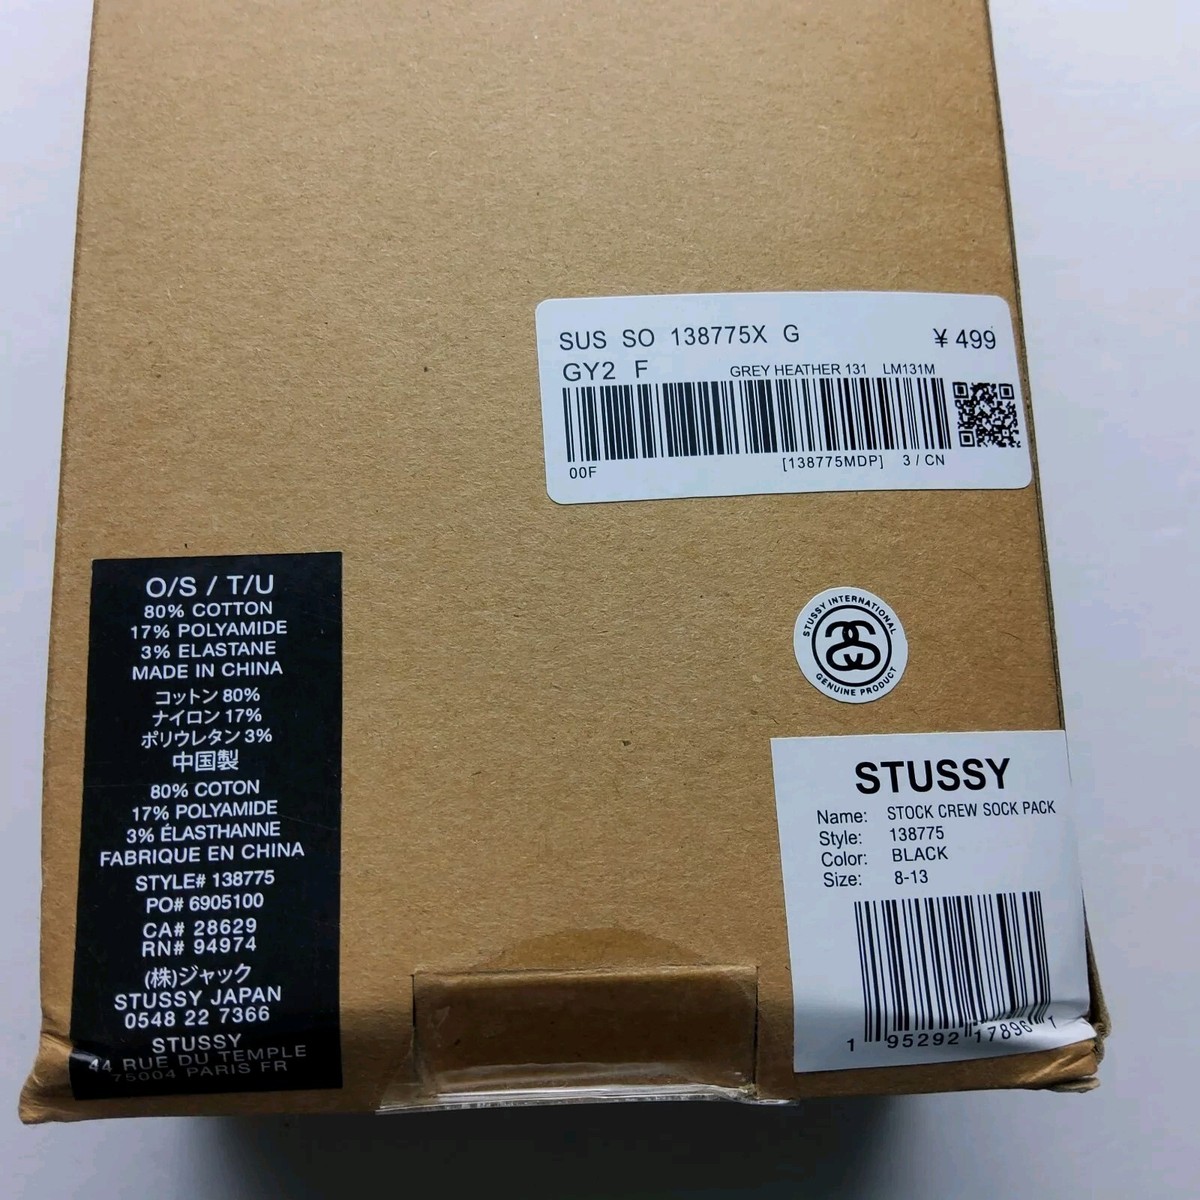 SUS SO 138775X G ¥ 499
GY2 F GREY HEATHER 131 LM131M
00F [138775MDP] 3 / CN
O/S / T/U
80% COTTON
17% POLYAMIDE
3% ELASTANE
MADE IN CHINA
コットン 80%
ナイロン 17%
ポリウレタン 3%
中国製
80% COTON
17% POLYAMIDE
3% ÉLASTHANNE
FABRIQUE EN CHINA
STYLE# 138775
PO# 6905100
CA# 28629
RN# 94974
(株)ジャック
STUSSY JAPAN
0548 22 7366
STUSSY
44 RUE DU TEMPLE
75004 PARIS FR
STUSSY INTERNATIONAL
GENUINE PRODUCT
STUSSY
Name: STOCK CREW SOCK PACK
Style: 138775
Color: BLACK
Size: 8-13
1 95292 17896 1